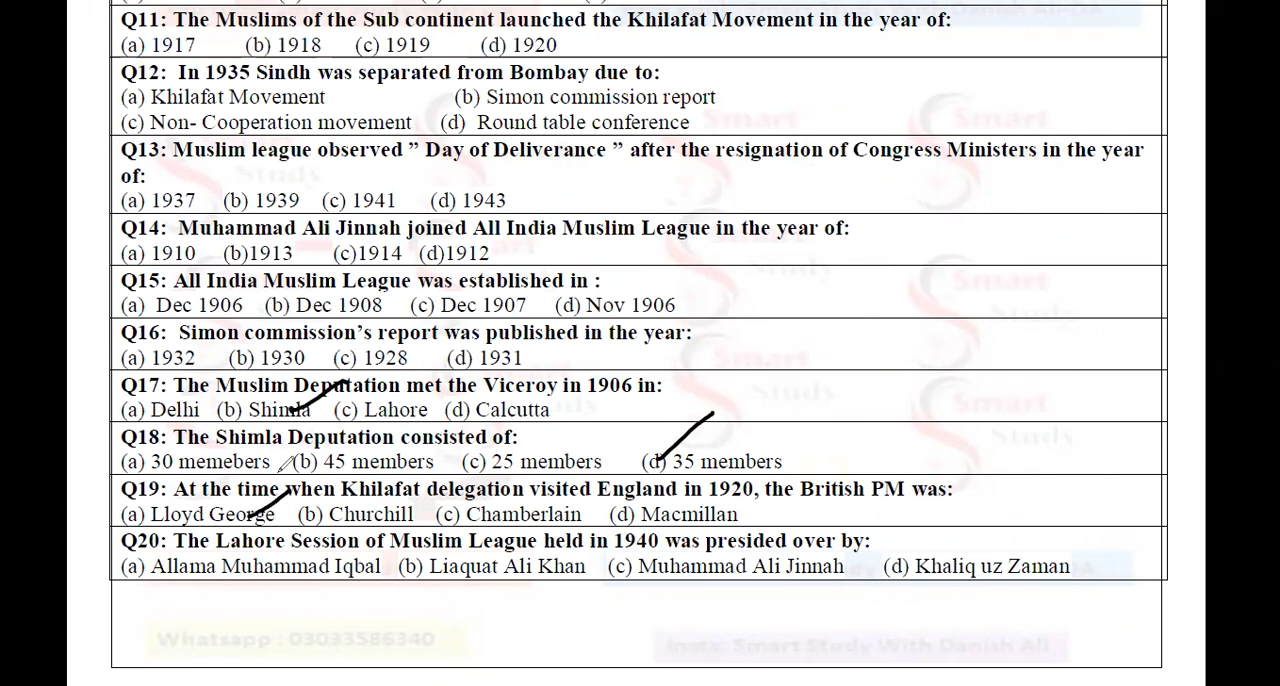 Q11: The Muslims of the Sub continent launched the Khilafat Movement in the year of:
(a) 1917 (b) 1918 (c) 1919 (d) 1920
Q12: In 1935 Sindh was separated from Bombay due to:
(a) Khilafat Movement (b) Simon commission report
(c) Non- Cooperation movement (d) Round table conference
Q13: Muslim league observed ” Day of Deliverance ” after the resignation of Congress Ministers in the year
of:
(a) 1937 (b) 1939 (c) 1941 (d) 1943
Q14: Muhammad Ali Jinnah joined All India Muslim League in the year of:
(a) 1910 (b)1913 (c)1914 (d)1912
Q15: All India Muslim League was established in :
(a) Dec 1906 (b) Dec 1908 (c) Dec 1907 (d) Nov 1906
Q16: Simon commission’s report was published in the year:
(a) 1932 (b) 1930 (c) 1928 (d) 1931
Q17: The Muslim Deputation met the Viceroy in 1906 in:
(a) Delhi (b) Shimla (c) Lahore (d) Calcutta
Q18: The Shimla Deputation consisted of:
(a) 30 memebers (b) 45 members (c) 25 members (d) 35 members
Q19: At the time when Khilafat delegation visited England in 1920, the British PM was:
(a) Lloyd George (b) Churchill (c) Chamberlain (d) Macmillan
Q20: The Lahore Session of Muslim League held in 1940 was presided over by:
(a) Allama Muhammad Iqbal (b) Liaquat Ali Khan (c) Muhammad Ali Jinnah (d) Khaliq uz Zaman
Whatsapp : 03033586340
Insta: Smart Study With Danish Ali